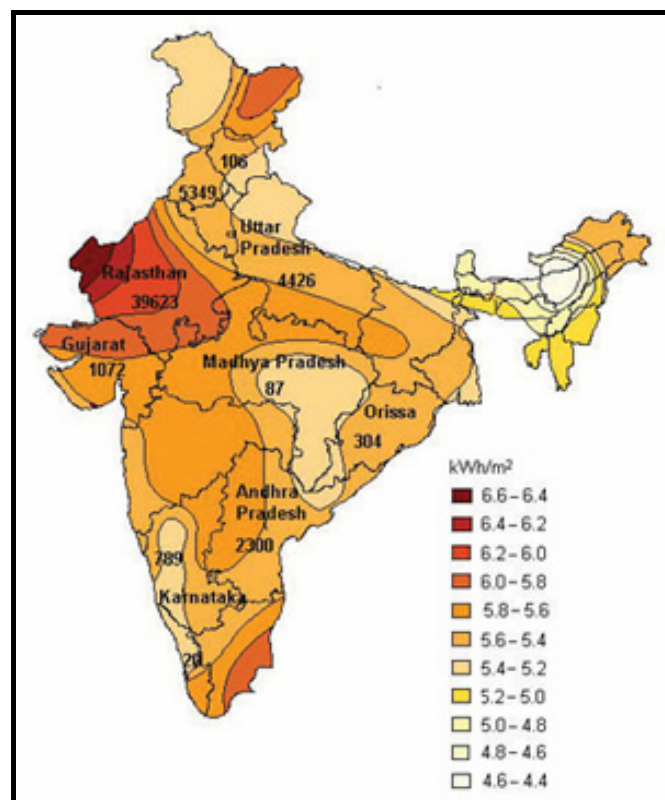 106
5349
Uttar
Pradesh
4426
Rajasthan
39623
Gujarat
1072
Madhya Pradesh
87
Orissa
304
Andhra
Pradesh
2300
789
Karnataka
20
kWh/m²
6.6–6.4
6.4–6.2
6.2–6.0
6.0–5.8
5.8–5.6
5.6–5.4
5.4–5.2
5.2–5.0
5.0–4.8
4.8–4.6
4.6–4.4